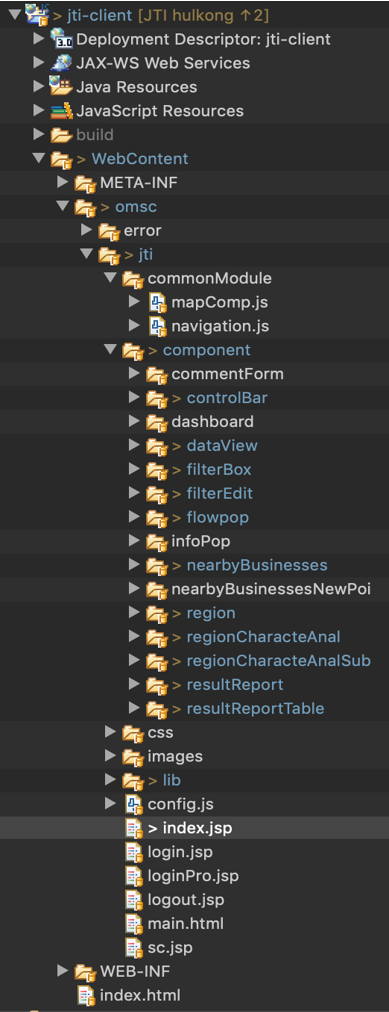 > jti-client [JTI hulkong ↑2]
3.0 Deployment Descriptor: jti-client
JAX-WS Web Services
Java Resources
JavaScript Resources
build
> WebContent
META-INF
> omsc
error
> jti
commonModule
mapComp.js
navigation.js
> component
commentForm
> controlBar
dashboard
> dataView
> filterBox
> filterEdit
> flowpop
infoPop
> nearbyBusinesses
nearbyBusinessesNewPoi
> region
> regionCharacteAnal
> regionCharacteAnalSub
> resultReport
> resultReportTable
css
images
> lib
config.js
> index.jsp
login.jsp
loginPro.jsp
logout.jsp
main.html
sc.jsp
WEB-INF
index.html